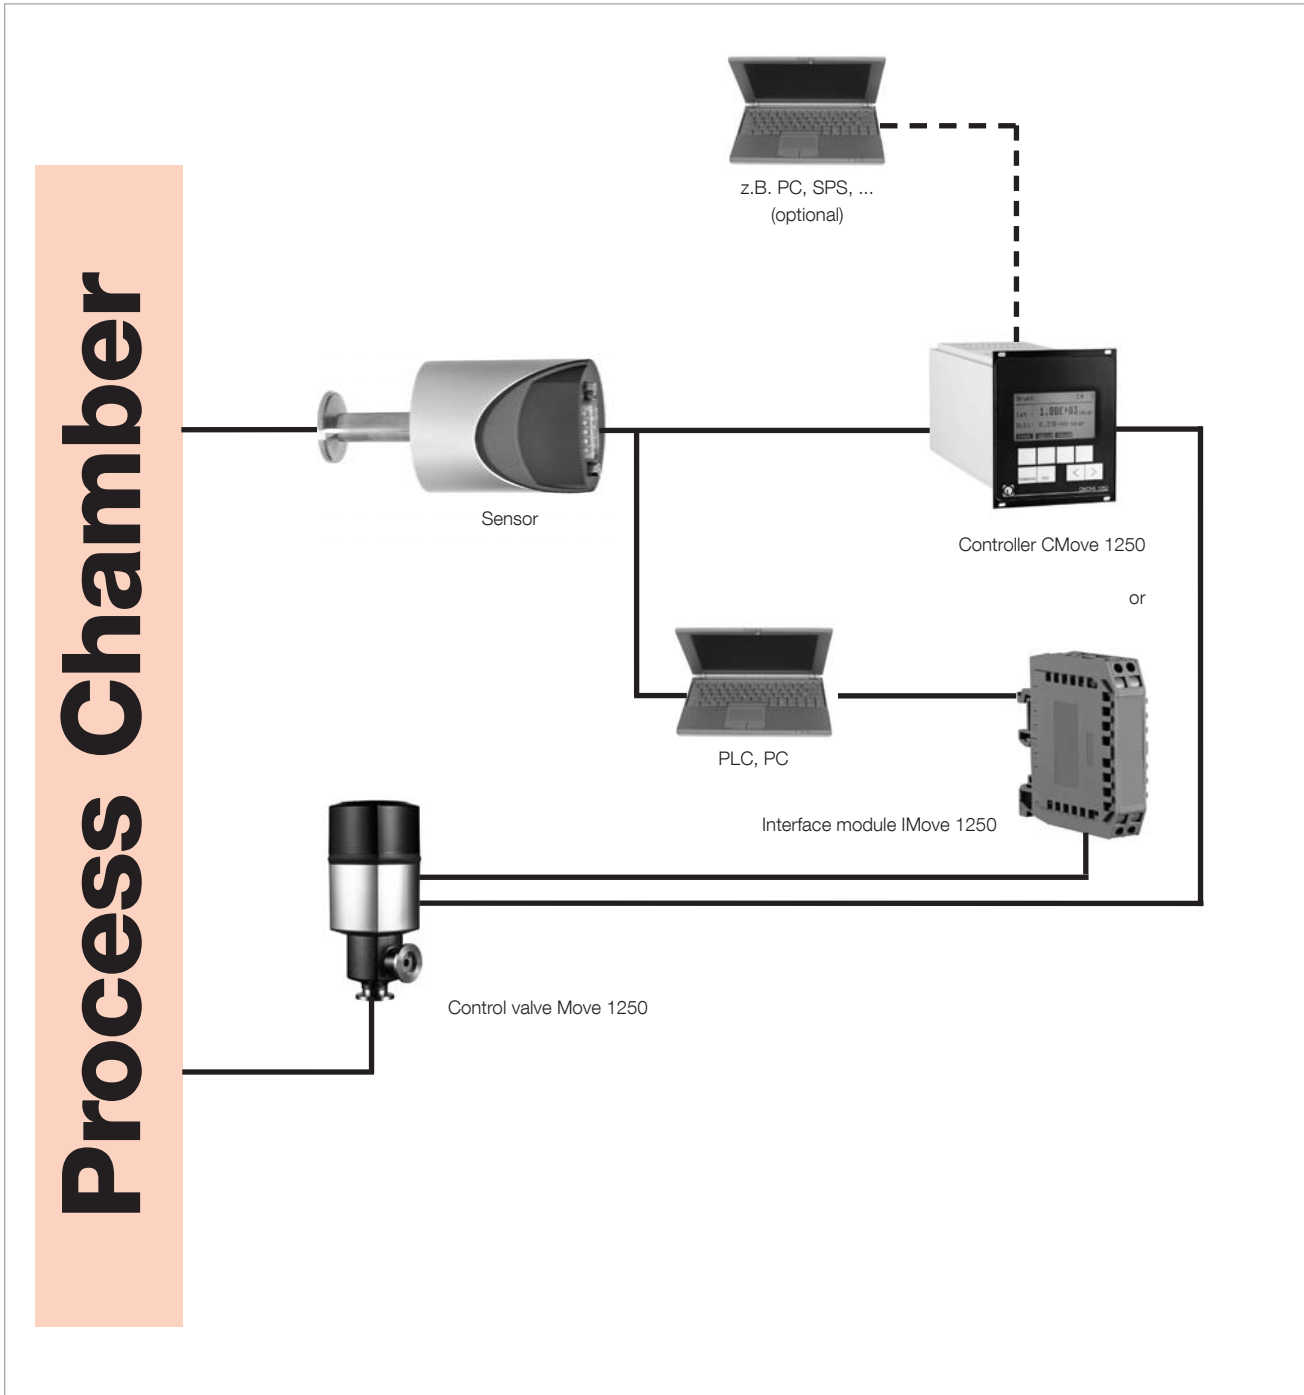 z.B. PC, SPS, ...
(optional)
Process Chamber
Sensor
Controller CMove 1250
or
PLC, PC
Interface module IMove 1250
Control valve Move 1250